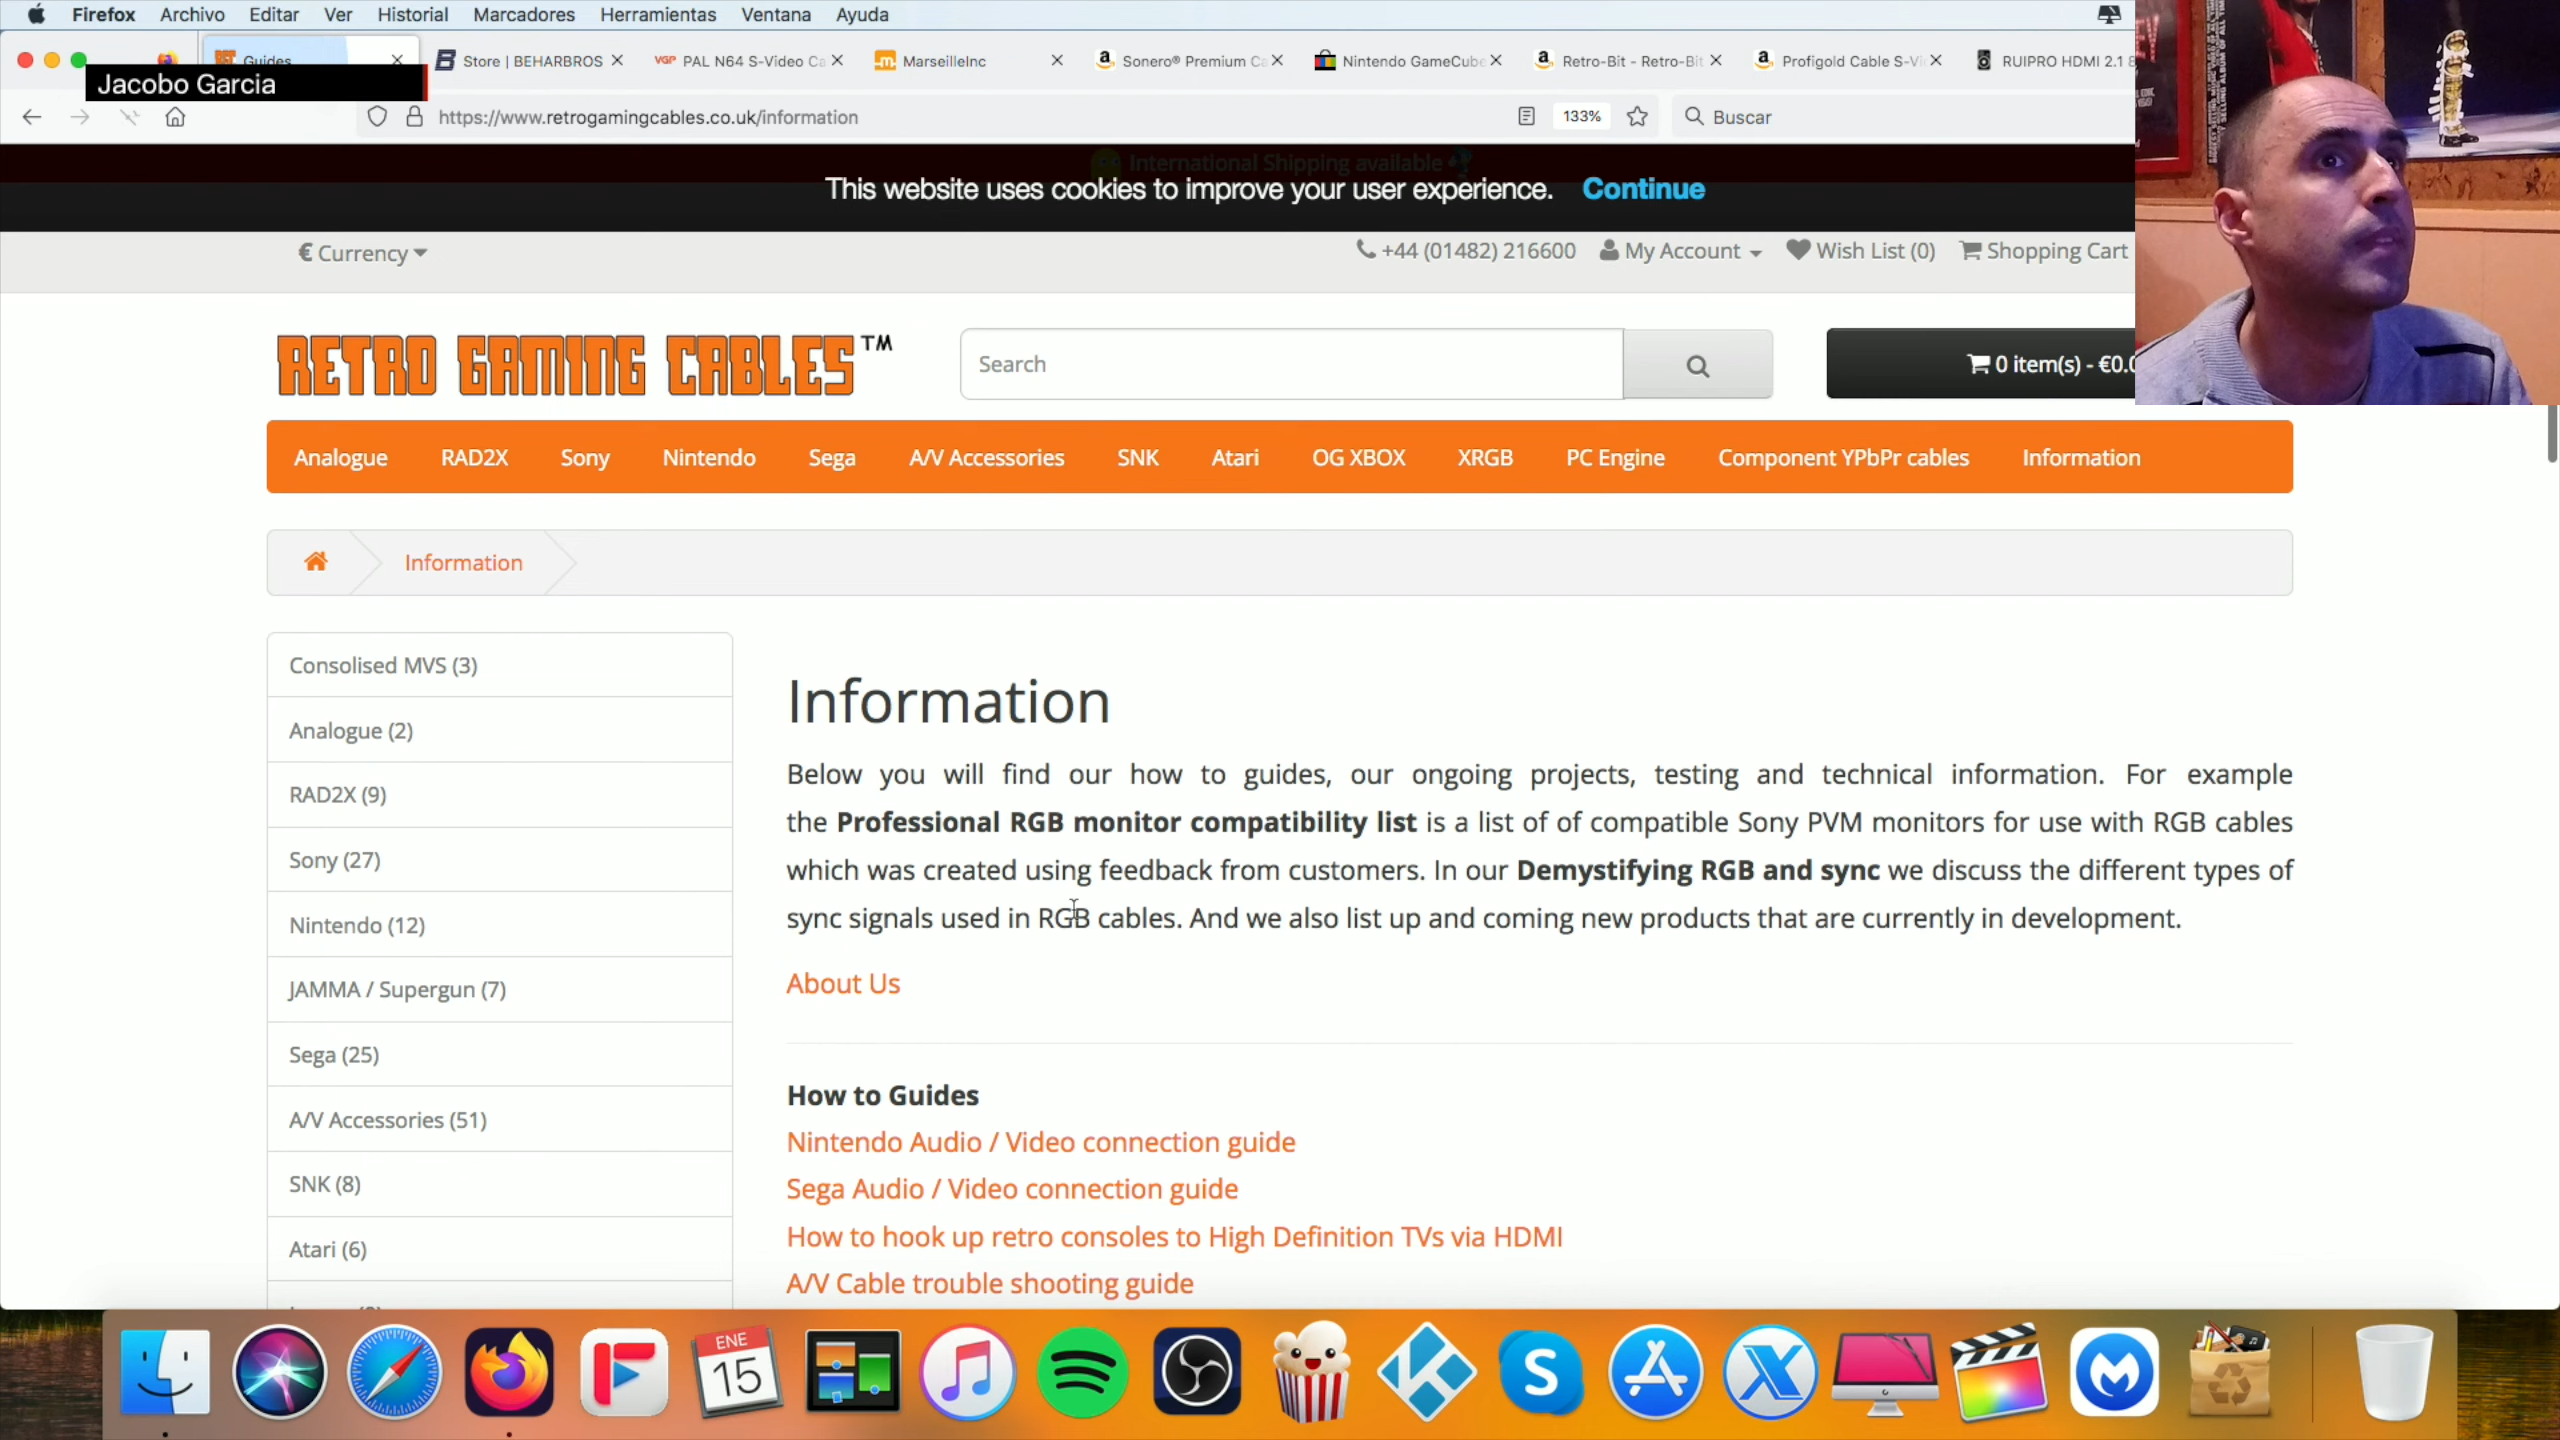 Firefox Archivo Editar Ver Historial Marcadores Herramientas Ventana Ayuda
Guides Store | BEHARBROS PAL N64 S-Video Ca MarseilleInc Sonero® Premium Ca Nintendo GameCube Retro-Bit - Retro-Bit Profigold Cable S-Vi RUIPRO HDMI 2.1 8
Jacobo Garcia
https://www.retrogamingcables.co.uk/information 133% Buscar
International Shipping available
This website uses cookies to improve your user experience. Continue
€ Currency +44 (01482) 216600 My Account Wish List (0) Shopping Cart
RETRO GAMING CABLES™ Search 0 item(s) - €0.0
Analogue RAD2X Sony Nintendo Sega A/V Accessories SNK Atari OG XBOX XRGB PC Engine Component YPbPr cables Information
Information
Consolised MVS (3)
Analogue (2)
RAD2X (9)
Sony (27)
Nintendo (12)
JAMMA / Supergun (7)
Sega (25)
A/V Accessories (51)
SNK (8)
Atari (6)
Information
Below you will find our how to guides, our ongoing projects, testing and technical information. For example
the Professional RGB monitor compatibility list is a list of of compatible Sony PVM monitors for use with RGB cables
which was created using feedback from customers. In our Demystifying RGB and sync we discuss the different types of
sync signals used in RGB cables. And we also list up and coming new products that are currently in development.
About Us
How to Guides
Nintendo Audio / Video connection guide
Sega Audio / Video connection guide
How to hook up retro consoles to High Definition TVs via HDMI
A/V Cable trouble shooting guide
ENE
15